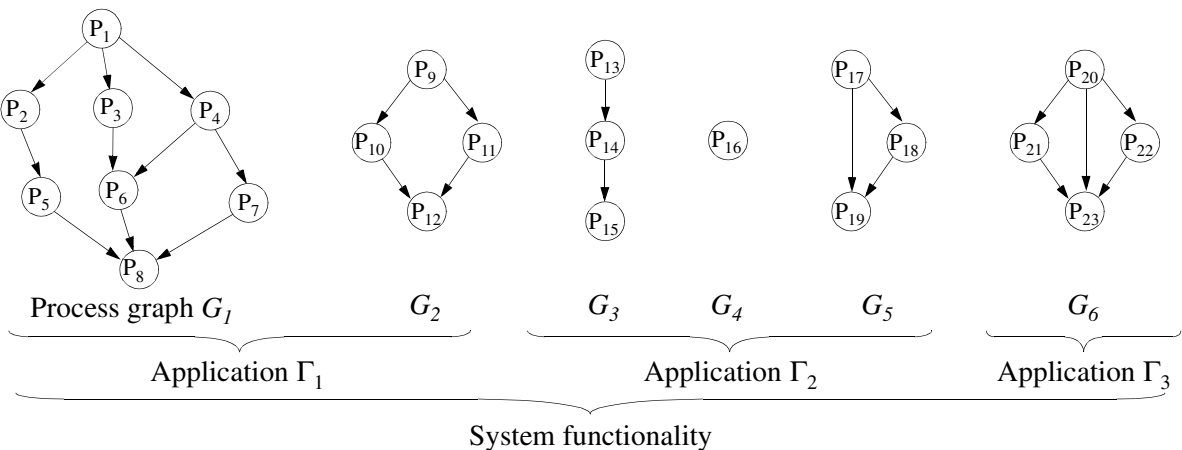 P1
P9 P13 P17 P20
P2 P3 P4
P10 P11 P14 P16 P18 P21 P22
P5 P6 P7
P12 P15 P19 P23
P8
Process graph G1 G2 G3 G4 G5 G6
Application Γ1 Application Γ2 Application Γ3
System functionality